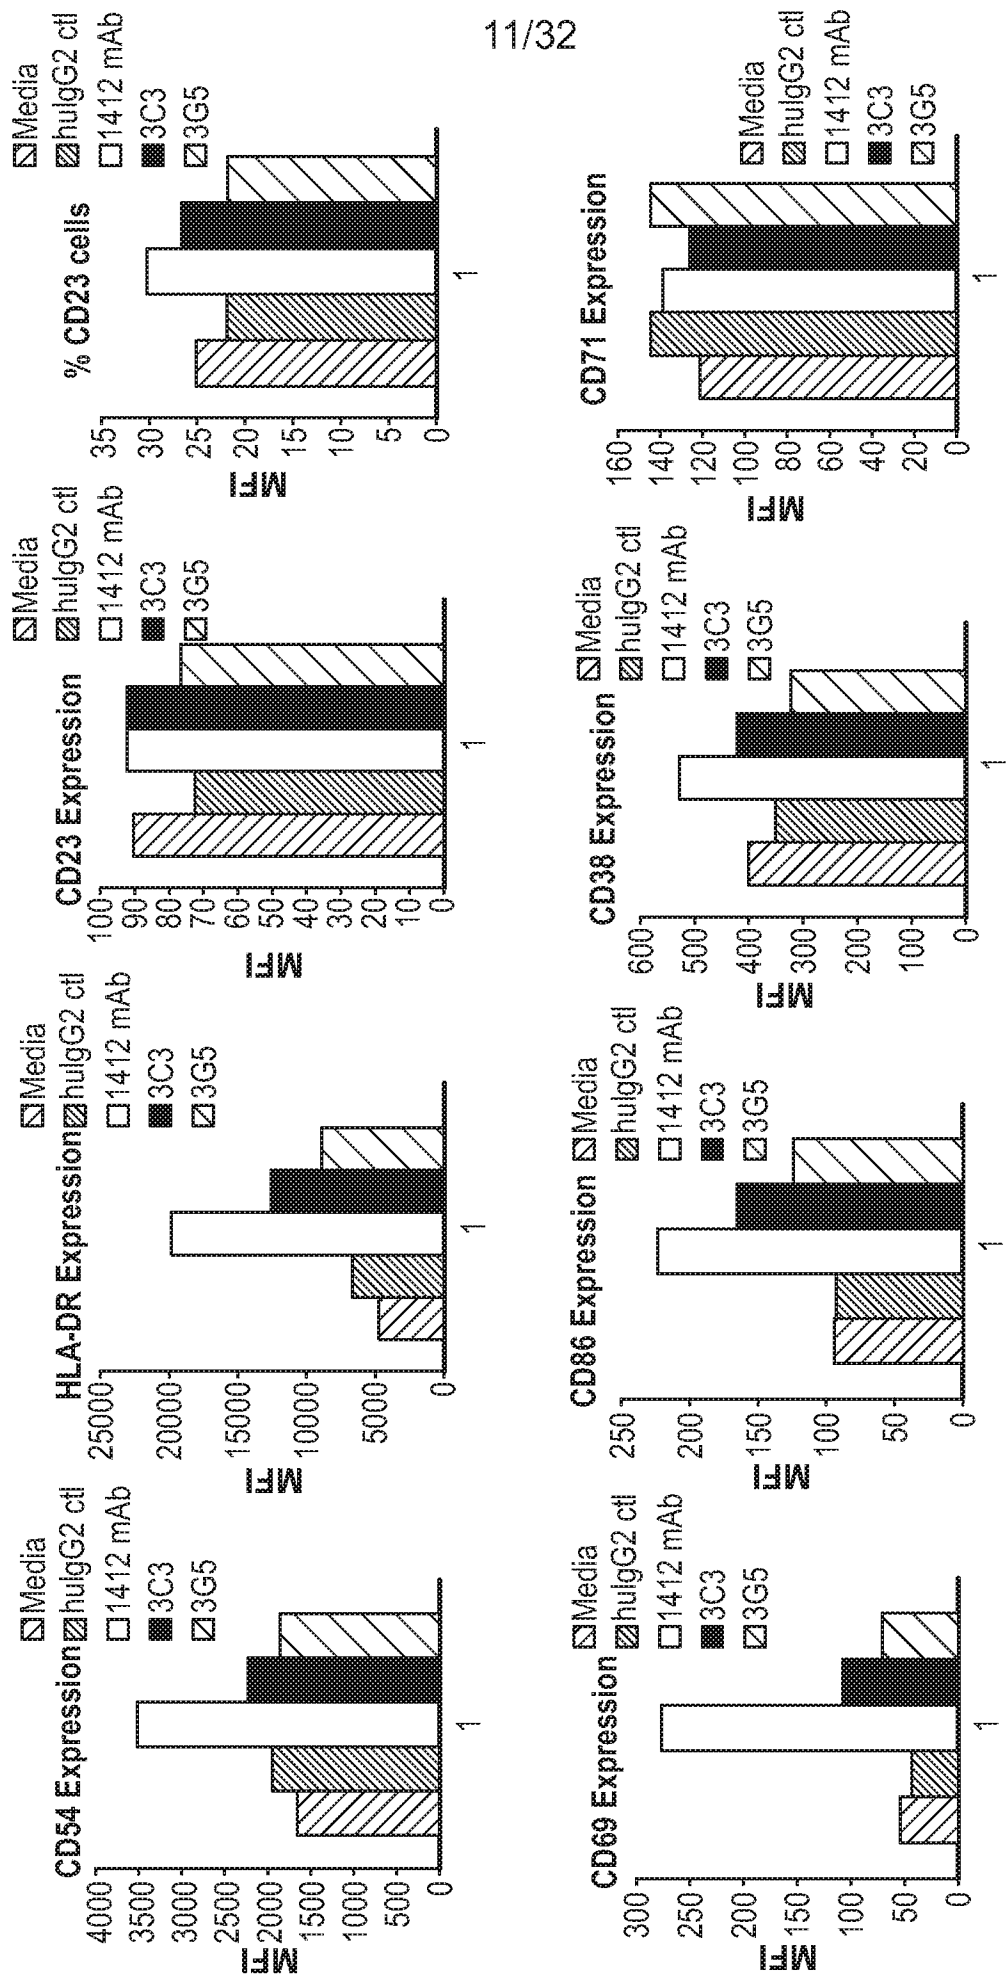 11/32
CD54 Expression
MFI
4000
3500
3000
2500
2000
1500
1000
500
0
1
Media
huIgG2 ctl
1412 mAb
3C3
3G5
HLA-DR Expression
MFI
25000
20000
15000
10000
5000
0
1
Media
huIgG2 ctl
1412 mAb
3C3
3G5
CD23 Expression
MFI
100
90
80
70
60
50
40
30
20
10
0
1
Media
huIgG2 ctl
1412 mAb
3C3
3G5
% CD23 cells
MFI
35
30
25
20
15
10
5
0
1
Media
huIgG2 ctl
1412 mAb
3C3
3G5
CD69 Expression
MFI
300
250
200
150
100
50
0
1
Media
huIgG2 ctl
1412 mAb
3C3
3G5
CD86 Expression
MFI
250
200
150
100
50
0
1
Media
huIgG2 ctl
1412 mAb
3C3
3G5
CD38 Expression
MFI
600
500
400
300
200
100
0
1
Media
huIgG2 ctl
1412 mAb
3C3
3G5
CD71 Expression
MFI
160
140
120
100
80
60
40
20
0
1
Media
huIgG2 ctl
1412 mAb
3C3
3G5